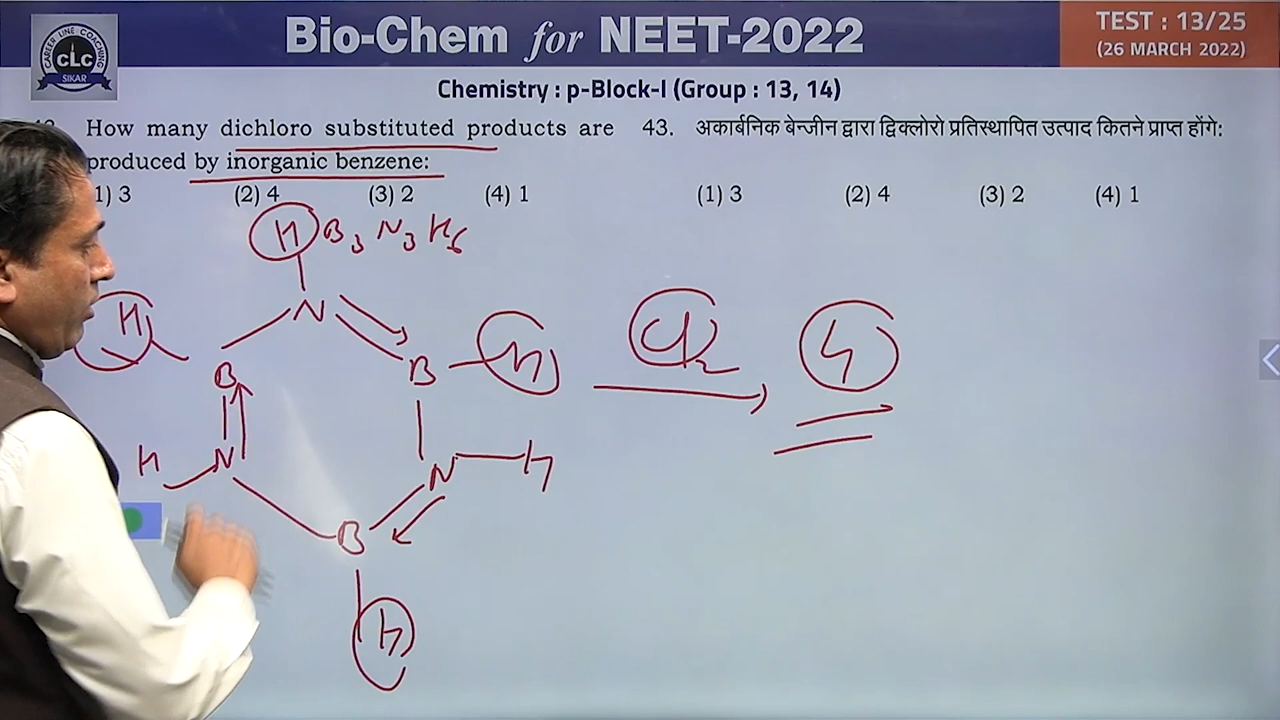 CAREER LINE COACHING
CLC
SIKAR
Bio-Chem for NEET-2022
TEST : 13/25
(26 MARCH 2022)
Chemistry : p-Block-I (Group : 13, 14)
How many dichloro substituted products are
produced by inorganic benzene:
1) 3 (2) 4 (3) 2 (4) 1
43. अकार्बनिक बेन्जीन द्वारा द्विक्लोरो प्रतिस्थापित उत्पाद कितने प्राप्त होंगे:
(1) 3 (2) 4 (3) 2 (4) 1
H B3 N3 H6
H
N
B B H
Cl2
4
H N N H
B
H